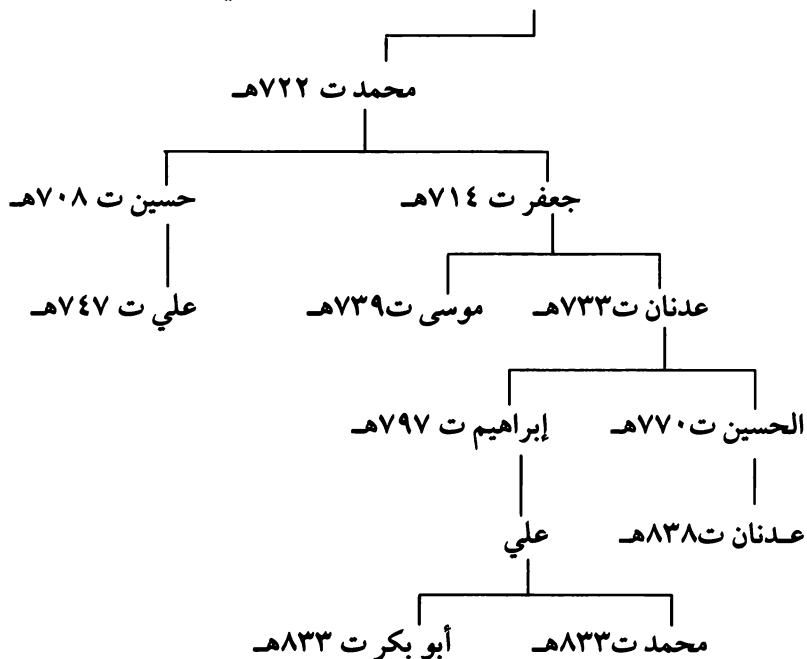 محمد ت ٧٢٢هـ
جعفر ت ٧١٤هـ حسين ت ٧٠٨هـ
عدنان ت٧٣٣هـ موسى ت٧٣٩هـ علي ت ٧٤٧هـ
الحسين ت٧٧٠هـ إبراهيم ت ٧٩٧هـ
عـدنان ت٨٣٨هـ علي
محمد ت٨٣٣هـ أبو بكر ت ٨٣٣هـ